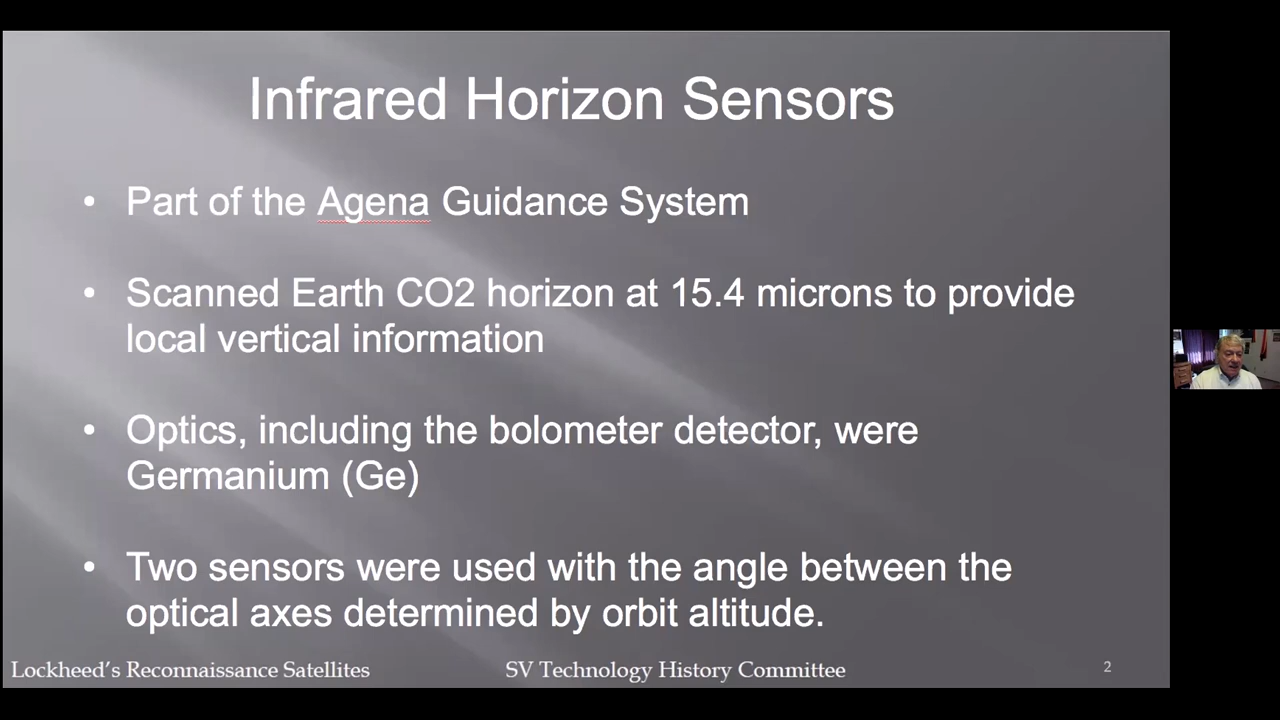 Infrared Horizon Sensors
• Part of the Agena Guidance System
• Scanned Earth CO2 horizon at 15.4 microns to provide
local vertical information
• Optics, including the bolometer detector, were
Germanium (Ge)
• Two sensors were used with the angle between the
optical axes determined by orbit altitude.
Lockheed’s Reconnaissance Satellites SV Technology History Committee 2